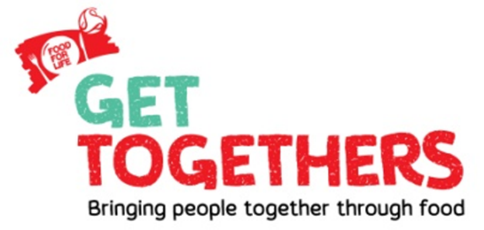 FOOD
FOR
LIFE
GET
TOGETHERS
Bringing people together through food